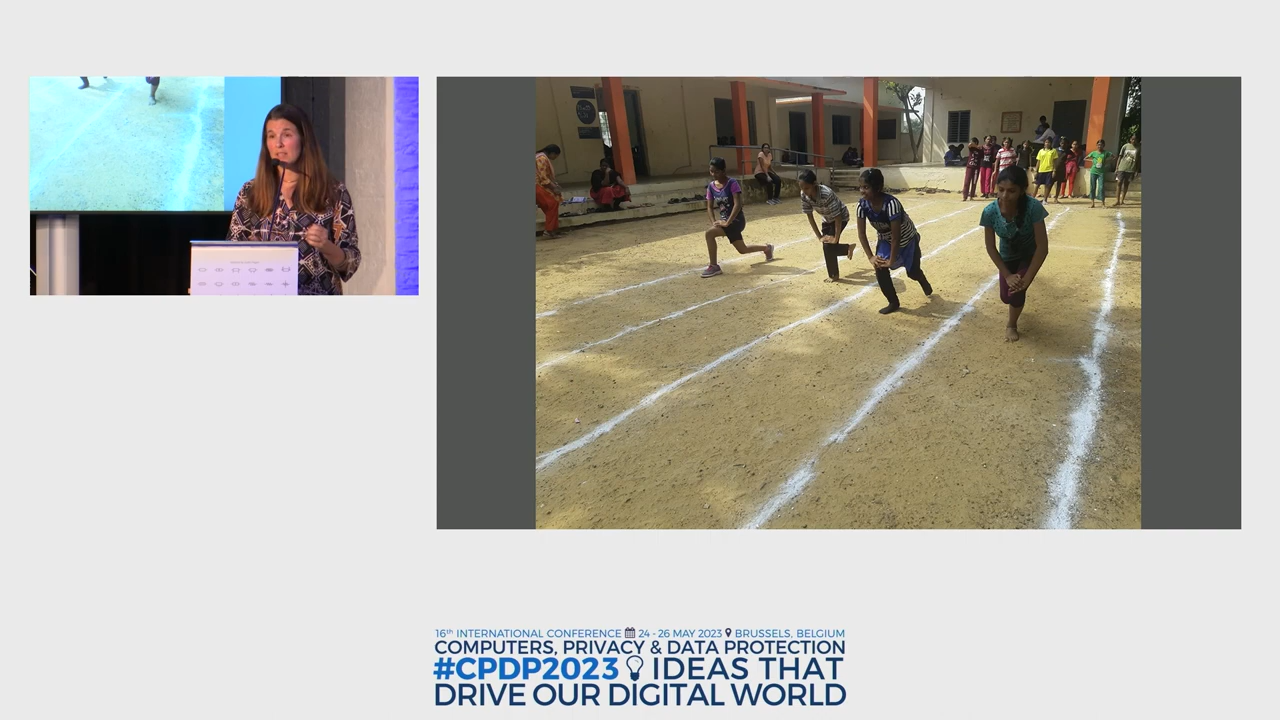 16th INTERNATIONAL CONFERENCE 24 - 26 MAY 2023 BRUSSELS, BELGIUM
COMPUTERS, PRIVACY & DATA PROTECTION
#CPDP2023 IDEAS THAT
DRIVE OUR DIGITAL WORLD